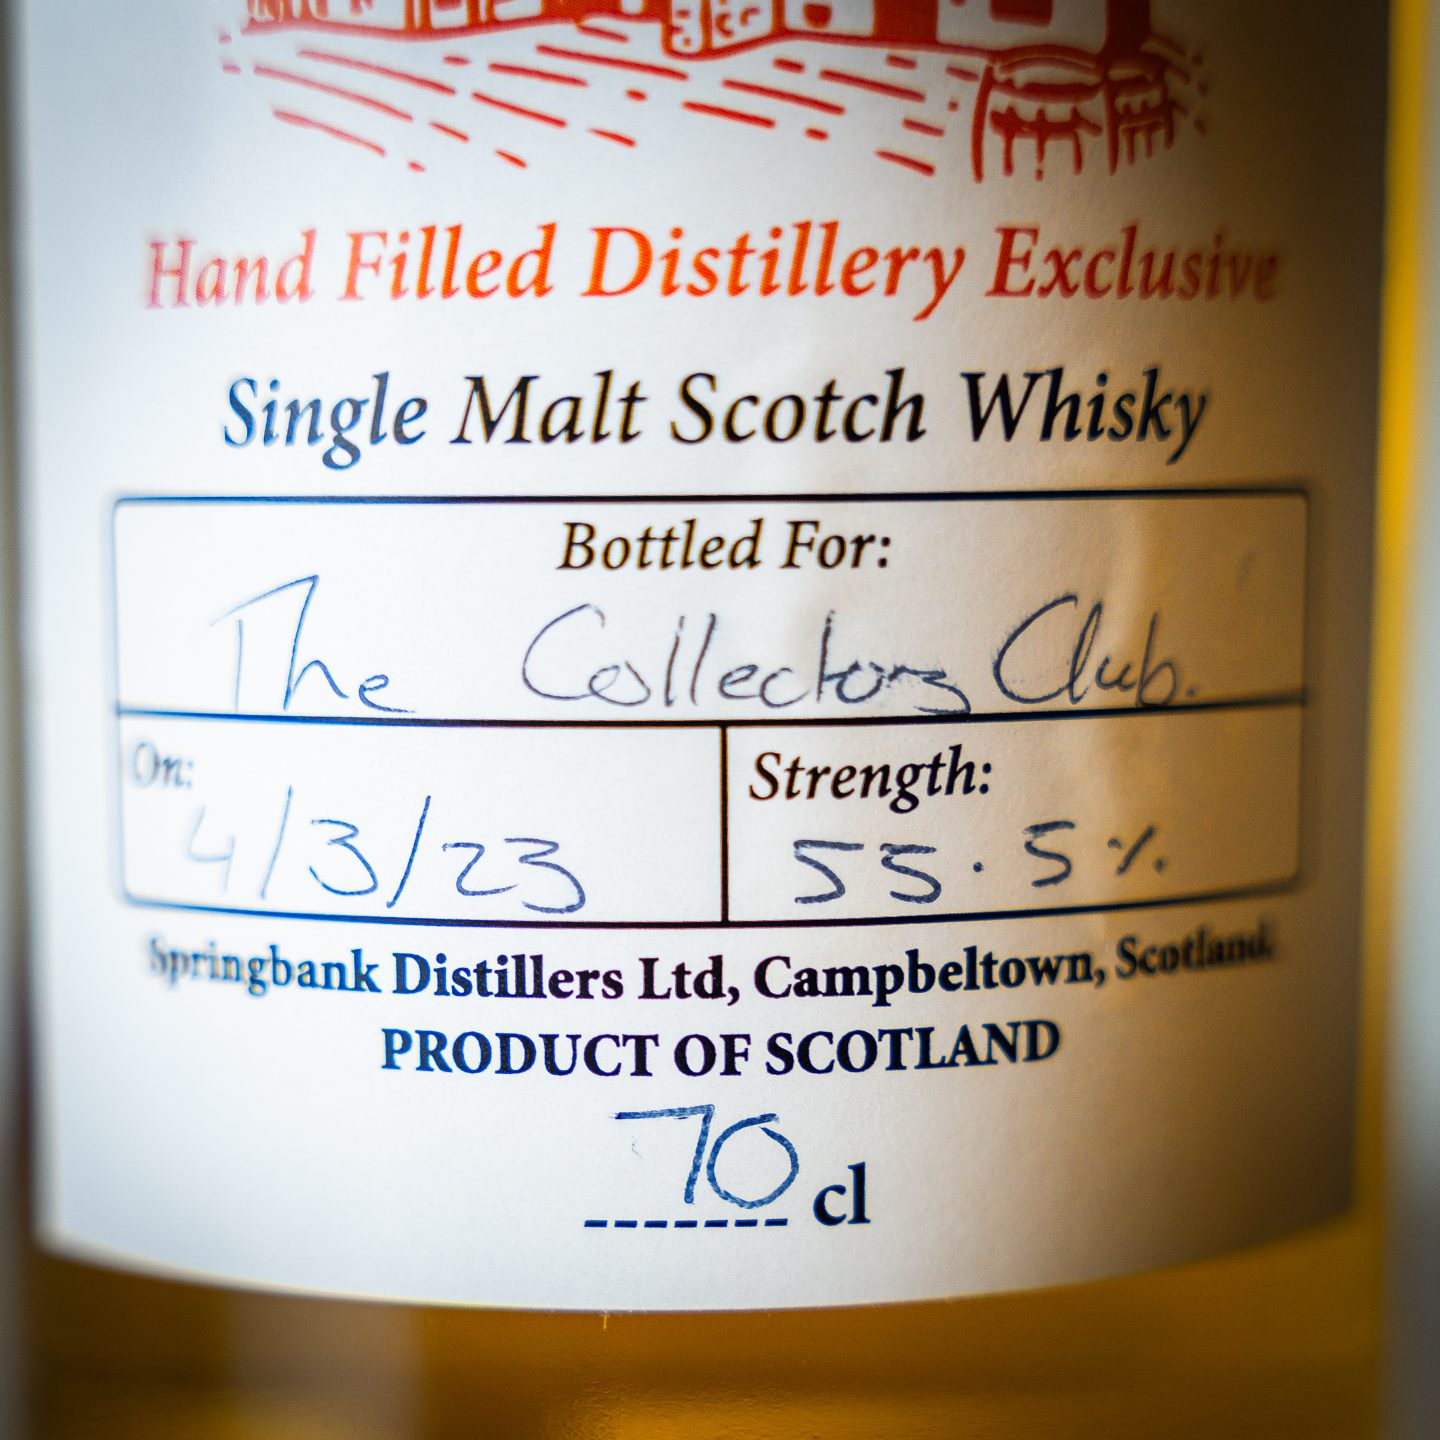 Hand Filled Distillery Exclusive
Single Malt Scotch Whisky
Bottled For:
The Collectors Club.
On:
4/3/23
Strength:
55.5%
Springbank Distillers Ltd, Campbeltown, Scotland.
PRODUCT OF SCOTLAND
70 cl